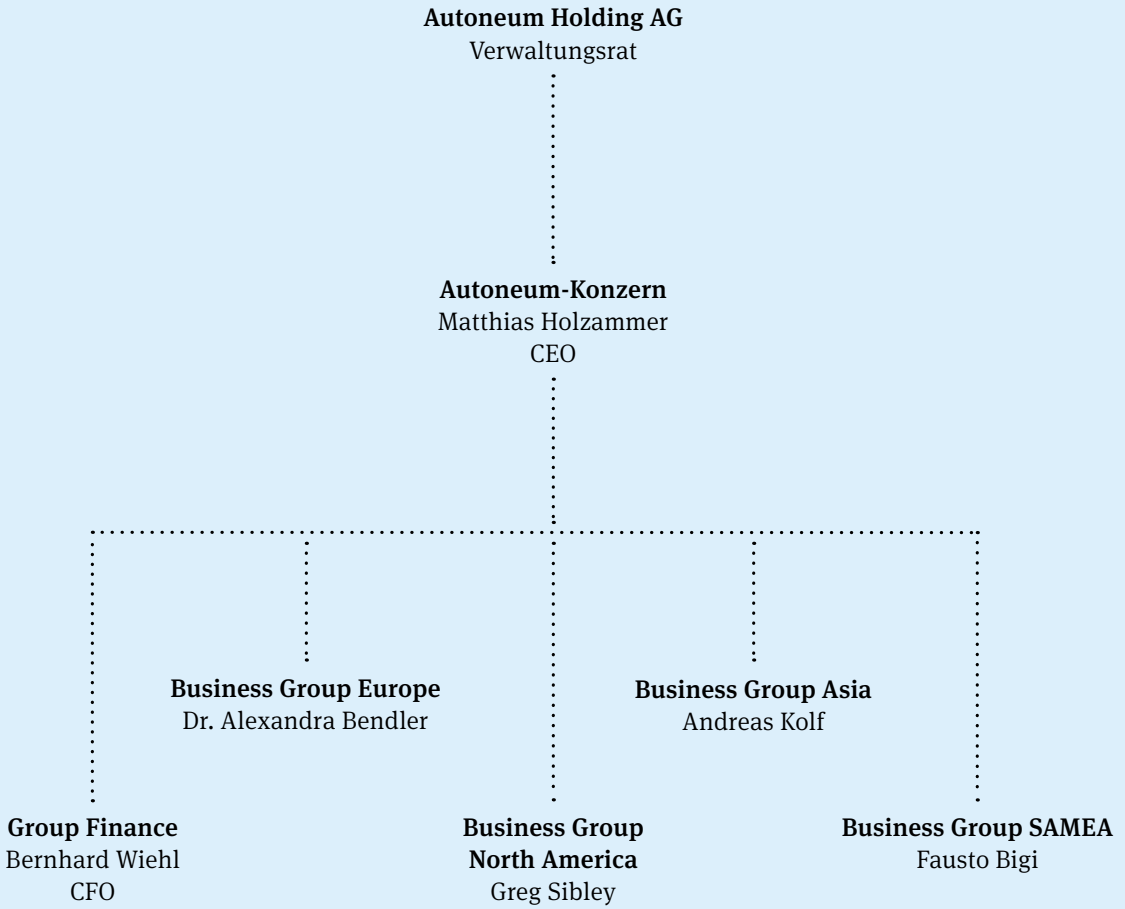 Autoneum Holding AG
Verwaltungsrat
Autoneum-Konzern
Matthias Holzammer
CEO
Business Group Europe
Dr. Alexandra Bendler
Business Group Asia
Andreas Kolf
Group Finance
Bernhard Wiehl
CFO
Business Group
North America
Greg Sibley
Business Group SAMEA
Fausto Bigi